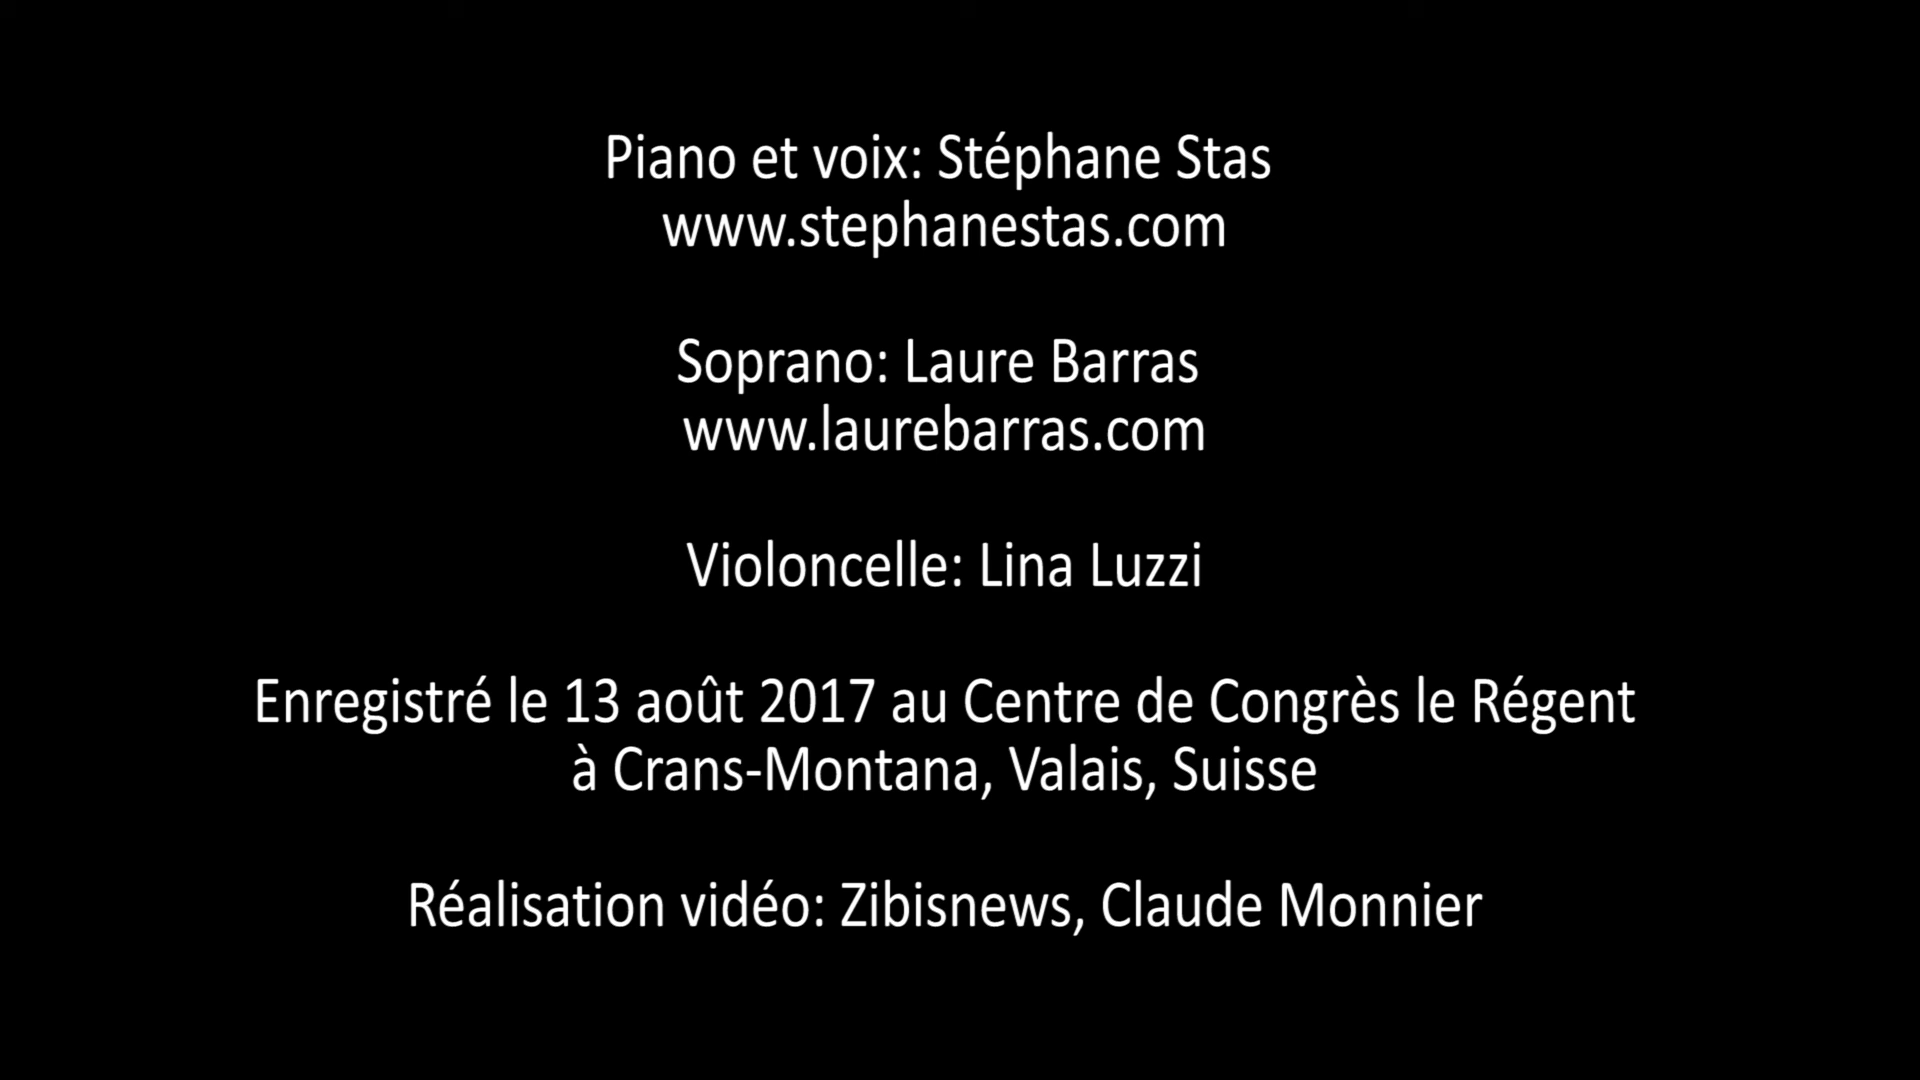 Piano et voix: Stéphane Stas
www.stephanestas.com
Soprano: Laure Barras
www.laurebarras.com
Violoncelle: Lina Luzzi
Enregistré le 13 août 2017 au Centre de Congrès le Régent
à Crans-Montana, Valais, Suisse
Réalisation vidéo: Zibisnews, Claude Monnier